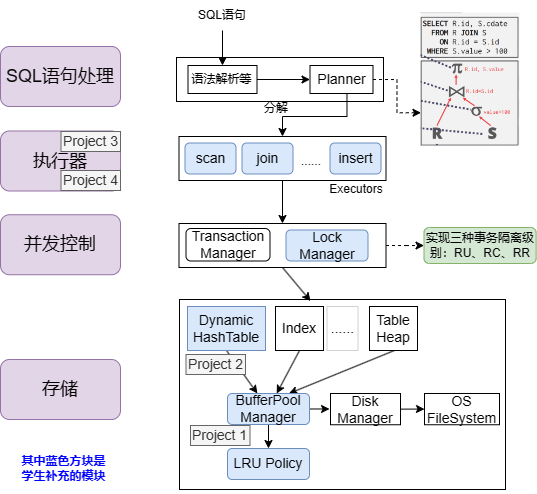 SQL语句
SELECT R.id, S.cdate
FROM R JOIN S
ON R.id = S.id
WHERE S.value > 100
SQL语句处理
语法解析等
Planner
π R.id, S.value
⋈ R.id=S.id
σ value>100
R
S
分解
执行器
Project 3
Project 4
scan
join
......
insert
Executors
并发控制
Transaction
Manager
Lock
Manager
实现三种事务隔离级
别：RU、RC、RR
存储
Dynamic
HashTable
Index
......
Table
Heap
Project 2
BufferPool
Manager
Disk
Manager
OS
FileSystem
Project 1
LRU Policy
其中蓝色方块是
学生补充的模块